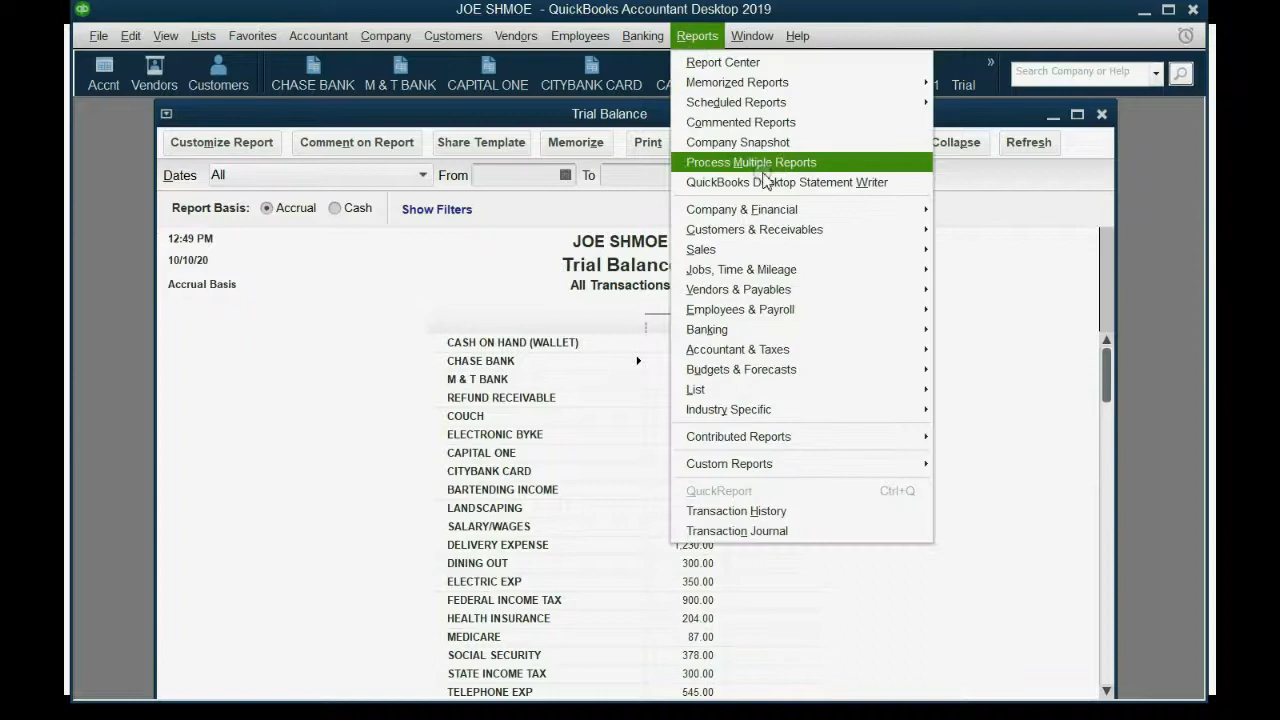 JOE SHMOE - QuickBooks Accountant Desktop 2019
File Edit View Lists Favorites Accountant Company Customers Vendors Employees Banking Reports Window Help
Accnt Vendors Customers CHASE BANK M & T BANK CAPITAL ONE CITYBANK CARD Trial » Search Company or Help
Trial Balance
Customize Report Comment on Report Share Template Memorize Print Collapse Refresh
Dates All From To
Report Basis: Accrual Cash Show Filters
12:49 PM
10/10/20
Accrual Basis
JOE SHMOE
Trial Balance
All Transactions
CASH ON HAND (WALLET)
CHASE BANK
M & T BANK
REFUND RECEIVABLE
COUCH
ELECTRONIC BYKE
CAPITAL ONE
CITYBANK CARD
BARTENDING INCOME
LANDSCAPING
SALARY/WAGES
DELIVERY EXPENSE 1,230.00
DINING OUT 300.00
ELECTRIC EXP 350.00
FEDERAL INCOME TAX 900.00
HEALTH INSURANCE 204.00
MEDICARE 87.00
SOCIAL SECURITY 378.00
STATE INCOME TAX 300.00
TELEPHONE EXP 545.00
Report Center
Memorized Reports
Scheduled Reports
Commented Reports
Company Snapshot
Process Multiple Reports
QuickBooks Desktop Statement Writer
Company & Financial
Customers & Receivables
Sales
Jobs, Time & Mileage
Vendors & Payables
Employees & Payroll
Banking
Accountant & Taxes
Budgets & Forecasts
List
Industry Specific
Contributed Reports
Custom Reports
QuickReport Ctrl+Q
Transaction History
Transaction Journal